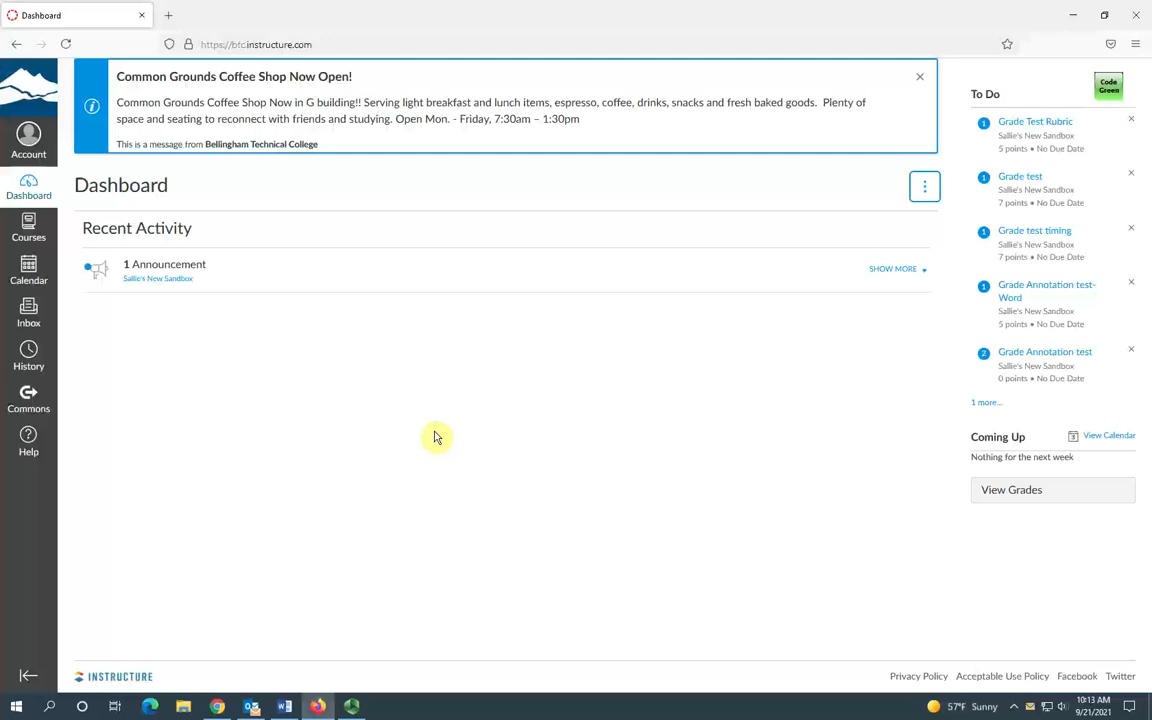 Dashboard
https://btc.instructure.com
Common Grounds Coffee Shop Now Open!
Common Grounds Coffee Shop Now in G building!! Serving light breakfast and lunch items, espresso, coffee, drinks, snacks and fresh baked goods. Plenty of
space and seating to reconnect with friends and studying. Open Mon. - Friday, 7:30am – 1:30pm
This is a message from Bellingham Technical College
Account
Dashboard
Courses
Calendar
Inbox
History
Commons
Help
Dashboard
Recent Activity
1 Announcement
Sallie's New Sandbox
SHOW MORE
Code
Green
To Do
1 Grade Test Rubric
Sallie's New Sandbox
5 points • No Due Date
1 Grade test
Sallie's New Sandbox
7 points • No Due Date
1 Grade test timing
Sallie's New Sandbox
7 points • No Due Date
1 Grade Annotation test-
Word
Sallie's New Sandbox
5 points • No Due Date
2 Grade Annotation test
Sallie's New Sandbox
0 points • No Due Date
1 more...
Coming Up
View Calendar
Nothing for the next week
View Grades
INSTRUCTURE
Privacy Policy Acceptable Use Policy Facebook Twitter
57°F Sunny
10:13 AM
9/21/2021